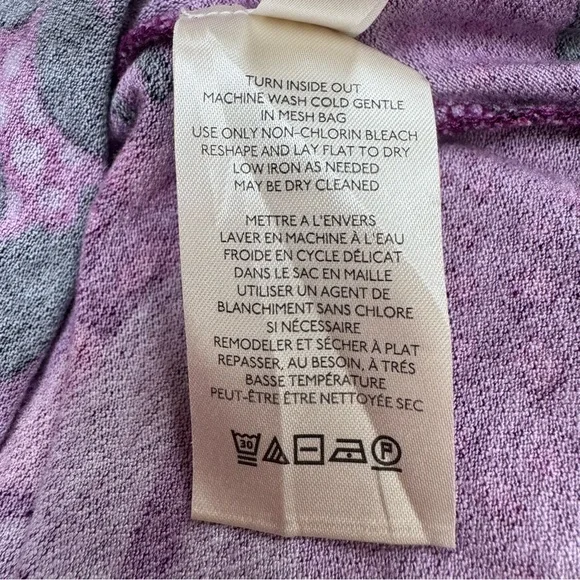 TURN INSIDE OUT
MACHINE WASH COLD GENTLE
IN MESH BAG
USE ONLY NON-CHLORIN BLEACH
RESHAPE AND LAY FLAT TO DRY
LOW IRON AS NEEDED
MAY BE DRY CLEANED
METTRE A L'ENVERS
LAVER EN MACHINE À L'EAU
FROIDE EN CYCLE DÉLICAT
DANS LE SAC EN MAILLE
UTILISER UN AGENT DE
BLANCHIMENT SANS CHLORE
SI NÉCESSAIRE
REMODELER ET SÉCHER À PLAT
REPASSER, AU BESOIN, À TRÉS
BASSE TEMPÉRATURE
PEUT-ÊTRE ÊTRE NETTOYÉE SEC
30 P